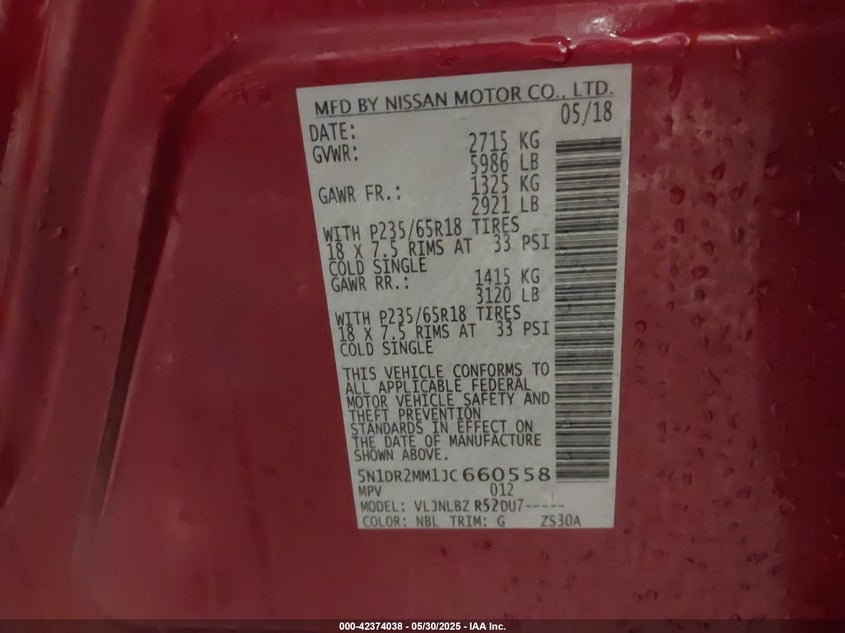 MFD BY NISSAN MOTOR CO., LTD.
DATE: 05/18
GVWR: 2715 KG
5986 LB
GAWR FR.: 1325 KG
2921 LB
WITH P235/65R18 TIRES
18 X 7.5 RIMS AT 33 PSI
COLD SINGLE
GAWR RR.: 1415 KG
3120 LB
WITH P235/65R18 TIRES
18 X 7.5 RIMS AT 33 PSI
COLD SINGLE
THIS VEHICLE CONFORMS TO
ALL APPLICABLE FEDERAL
MOTOR VEHICLE SAFETY AND
THEFT PREVENTION
STANDARDS IN EFFECT ON
THE DATE OF MANUFACTURE
SHOWN ABOVE.
5N1DR2MM1JC660558
MPV 012
MODEL: VLJNLBZ R52DU7-----
COLOR: NBL TRIM: G ZS30A
000-42374038 - 05/30/2025 - IAA Inc.